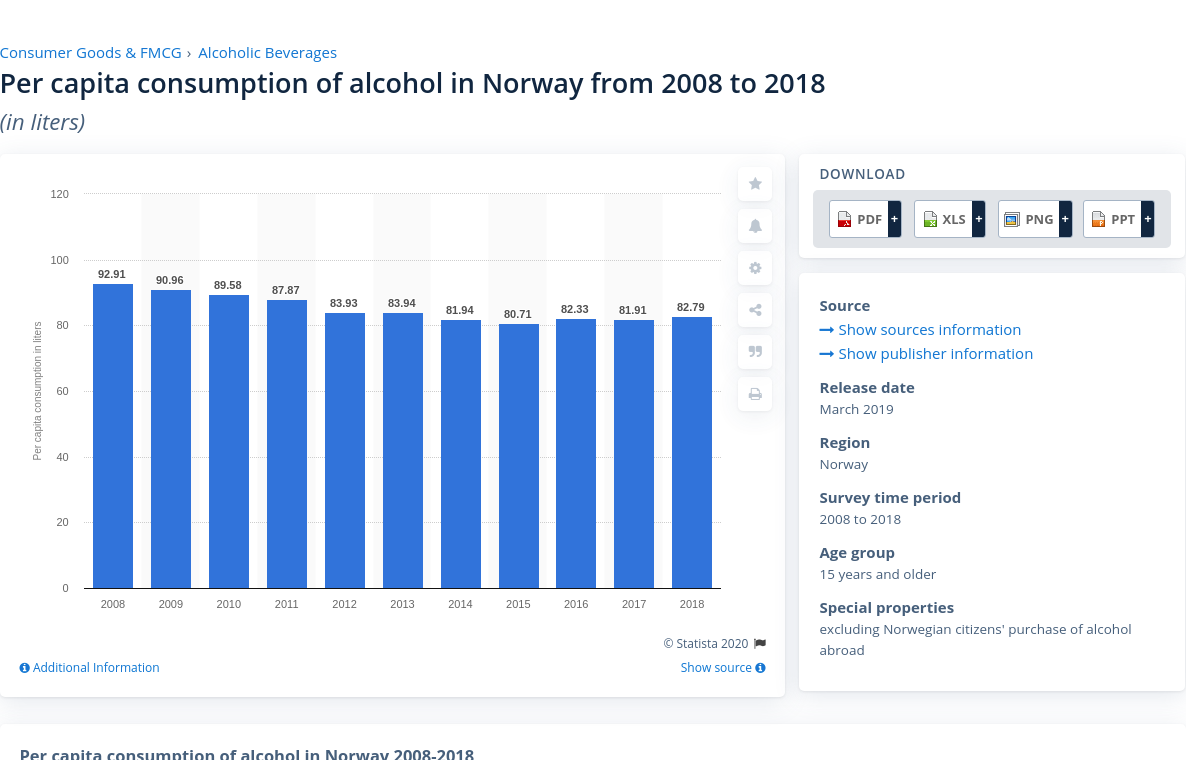 Consumer Goods & FMCG › Alcoholic Beverages
Per capita consumption of alcohol in Norway from 2008 to 2018
(in liters)
120
100
80
60
40
20
0
Per capita consumption in liters
92.91
90.96
89.58
87.87
83.93
83.94
81.94
80.71
82.33
81.91
82.79
2008 2009 2010 2011 2012 2013 2014 2015 2016 2017 2018
© Statista 2020
Additional Information
Show source
DOWNLOAD
PDF + XLS + PNG + PPT +
Source
Show sources information
Show publisher information
Release date
March 2019
Region
Norway
Survey time period
2008 to 2018
Age group
15 years and older
Special properties
excluding Norwegian citizens' purchase of alcohol
abroad
Per capita consumption of alcohol in Norway 2008-2018